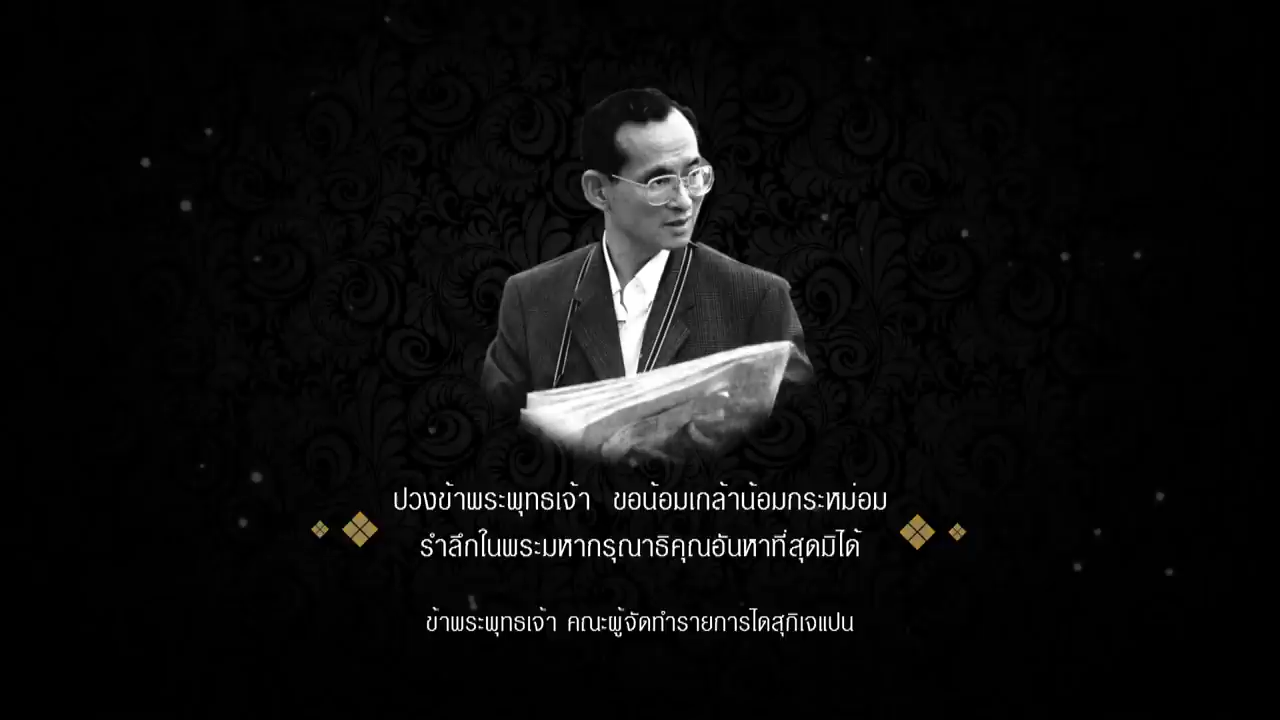 ปวงข้าพระพุทธเจ้า ขอน้อมเกล้าน้อมกระหม่อม
รำลึกในพระมหากรุณาธิคุณอันหาที่สุดมิได้
ข้าพระพุทธเจ้า คณะผู้จัดทำรายการไดสุกิเจแปน